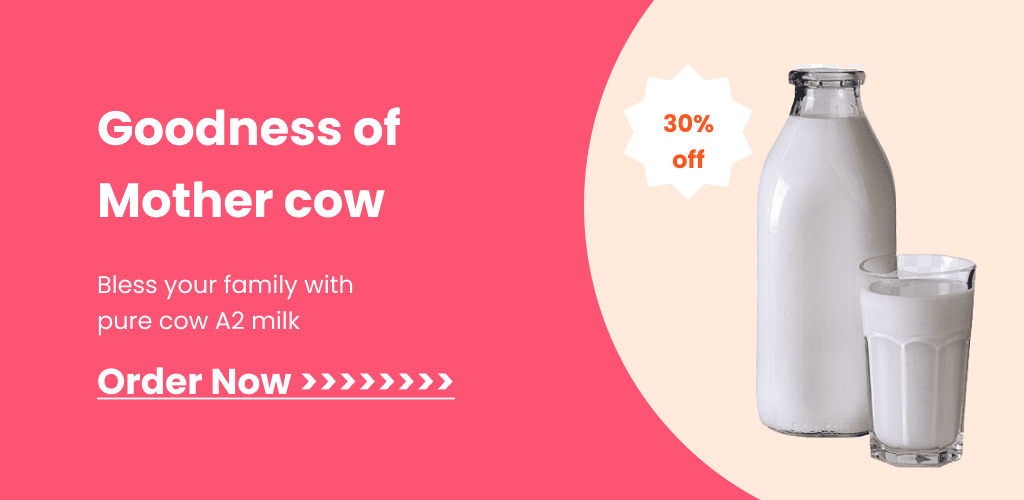 Goodness of
Mother cow
Bless your family with
pure cow A2 milk
Order Now >>>>>>>>
30%
off